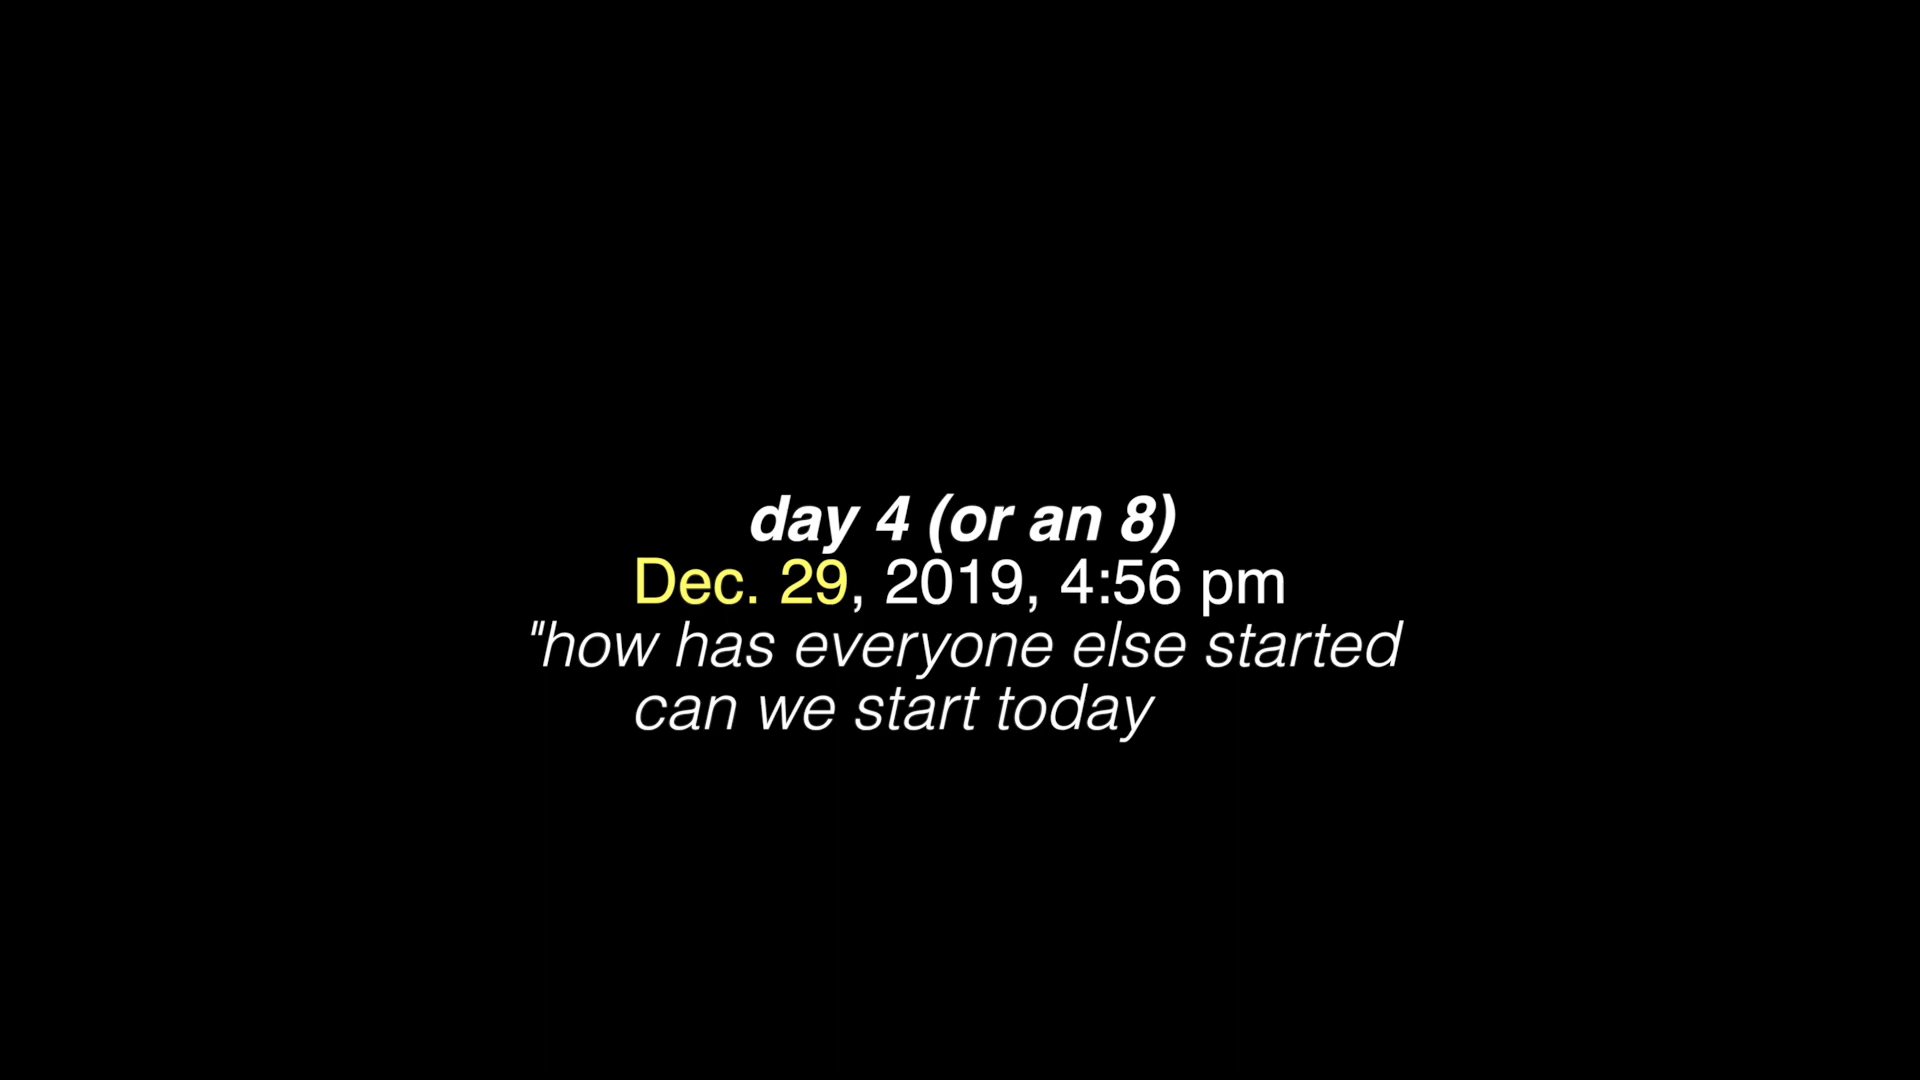 day 4 (or an 8)
Dec. 29, 2019, 4:56 pm
"how has everyone else started
can we start today